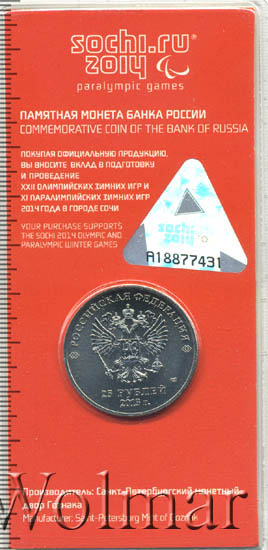 sochi.ru
2014
paralympic games
ПАМЯТНАЯ МОНЕТА БАНКА РОССИИ
COMMEMORATIVE COIN OF THE BANK OF RUSSIA
ПОКУПАЯ ОФИЦИАЛЬНУЮ ПРОДУКЦИЮ,
ВЫ ВНОСИТЕ ВКЛАД В ПОДГОТОВКУ
И ПРОВЕДЕНИЕ
XXII ОЛИМПИЙСКИХ ЗИМНИХ ИГР И
XI ПАРАЛИМПИЙСКИХ ЗИМНИХ ИГР
2014 ГОДА В ГОРОДЕ СОЧИ
YOUR PURCHASE SUPPORTS
THE SOCHI 2014 OLYMPIC AND
PARALYMPIC WINTER GAMES
sochi.ru
2014
A18877431
РОССИЙСКАЯ ФЕДЕРАЦИЯ
25 РУБЛЕЙ
2013 г.
Производитель: Санкт-Петербургский монетный
двор Гознака
Manufacturer: Saint-Petersburg Mint of Goznak
Wolmar